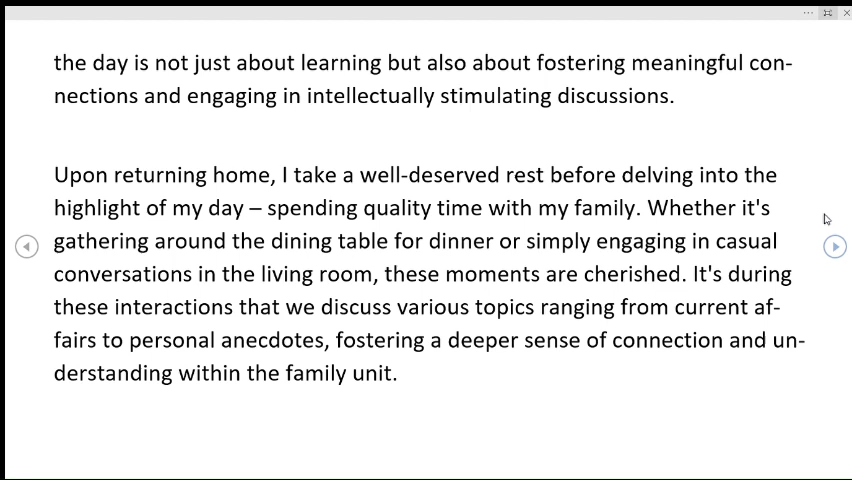 the day is not just about learning but also about fostering meaningful con-
nections and engaging in intellectually stimulating discussions.
Upon returning home, I take a well-deserved rest before delving into the
highlight of my day – spending quality time with my family. Whether it's
gathering around the dining table for dinner or simply engaging in casual
conversations in the living room, these moments are cherished. It's during
these interactions that we discuss various topics ranging from current af-
fairs to personal anecdotes, fostering a deeper sense of connection and un-
derstanding within the family unit.